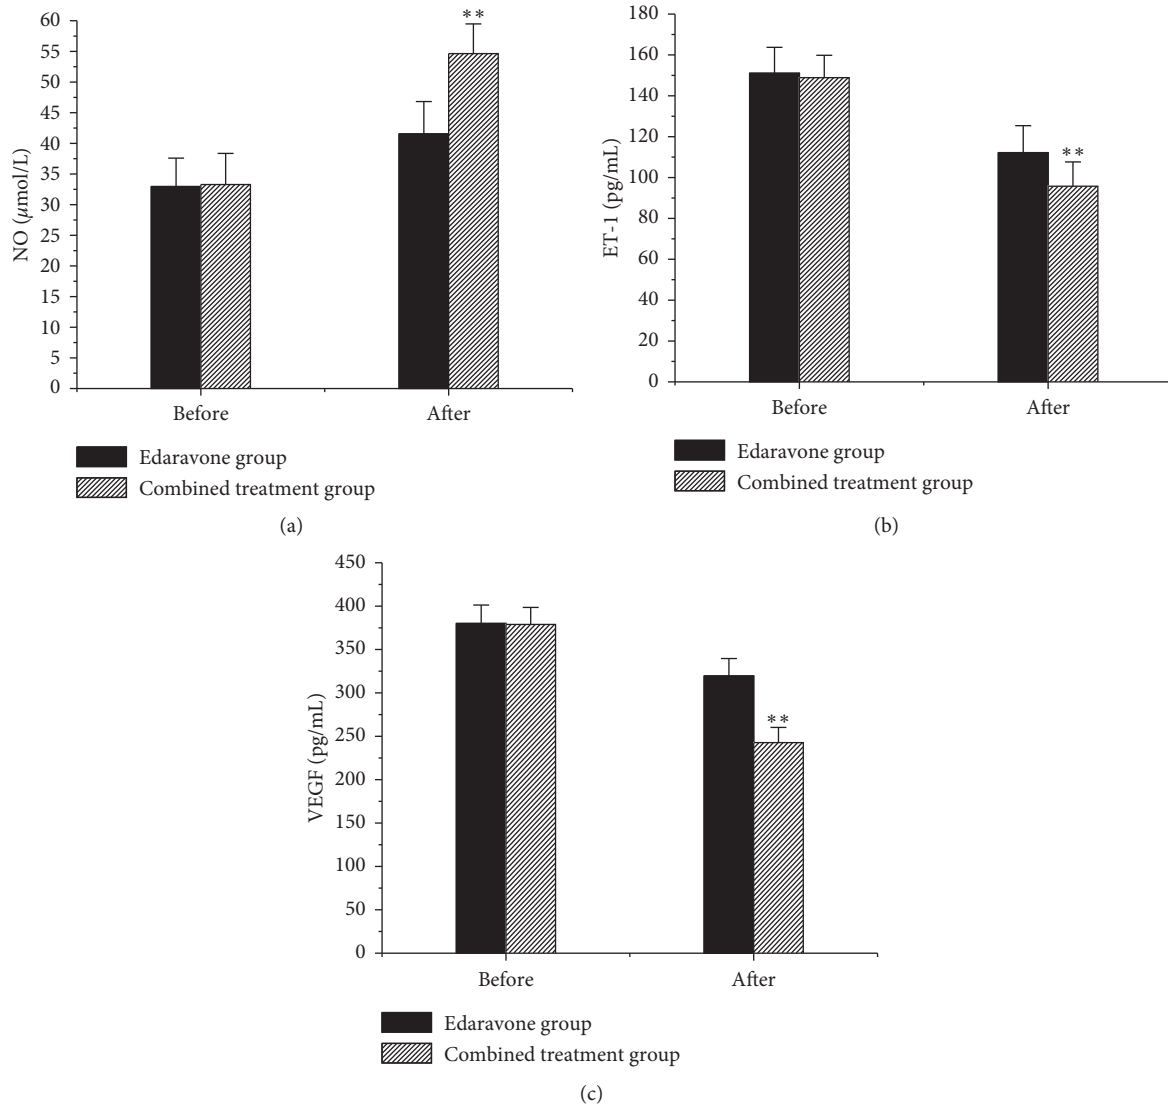 60
55
50
45
40
35
30
25
20
15
10
5
0
NO (μmol/L)
**
Before
After
Edaravone group
Combined treatment group
(a)
180
160
140
120
100
80
60
40
20
0
ET-1 (pg/mL)
**
Before
After
Edaravone group
Combined treatment group
(b)
450
400
350
300
250
200
150
100
50
0
VEGF (pg/mL)
**
Before
After
Edaravone group
Combined treatment group
(c)